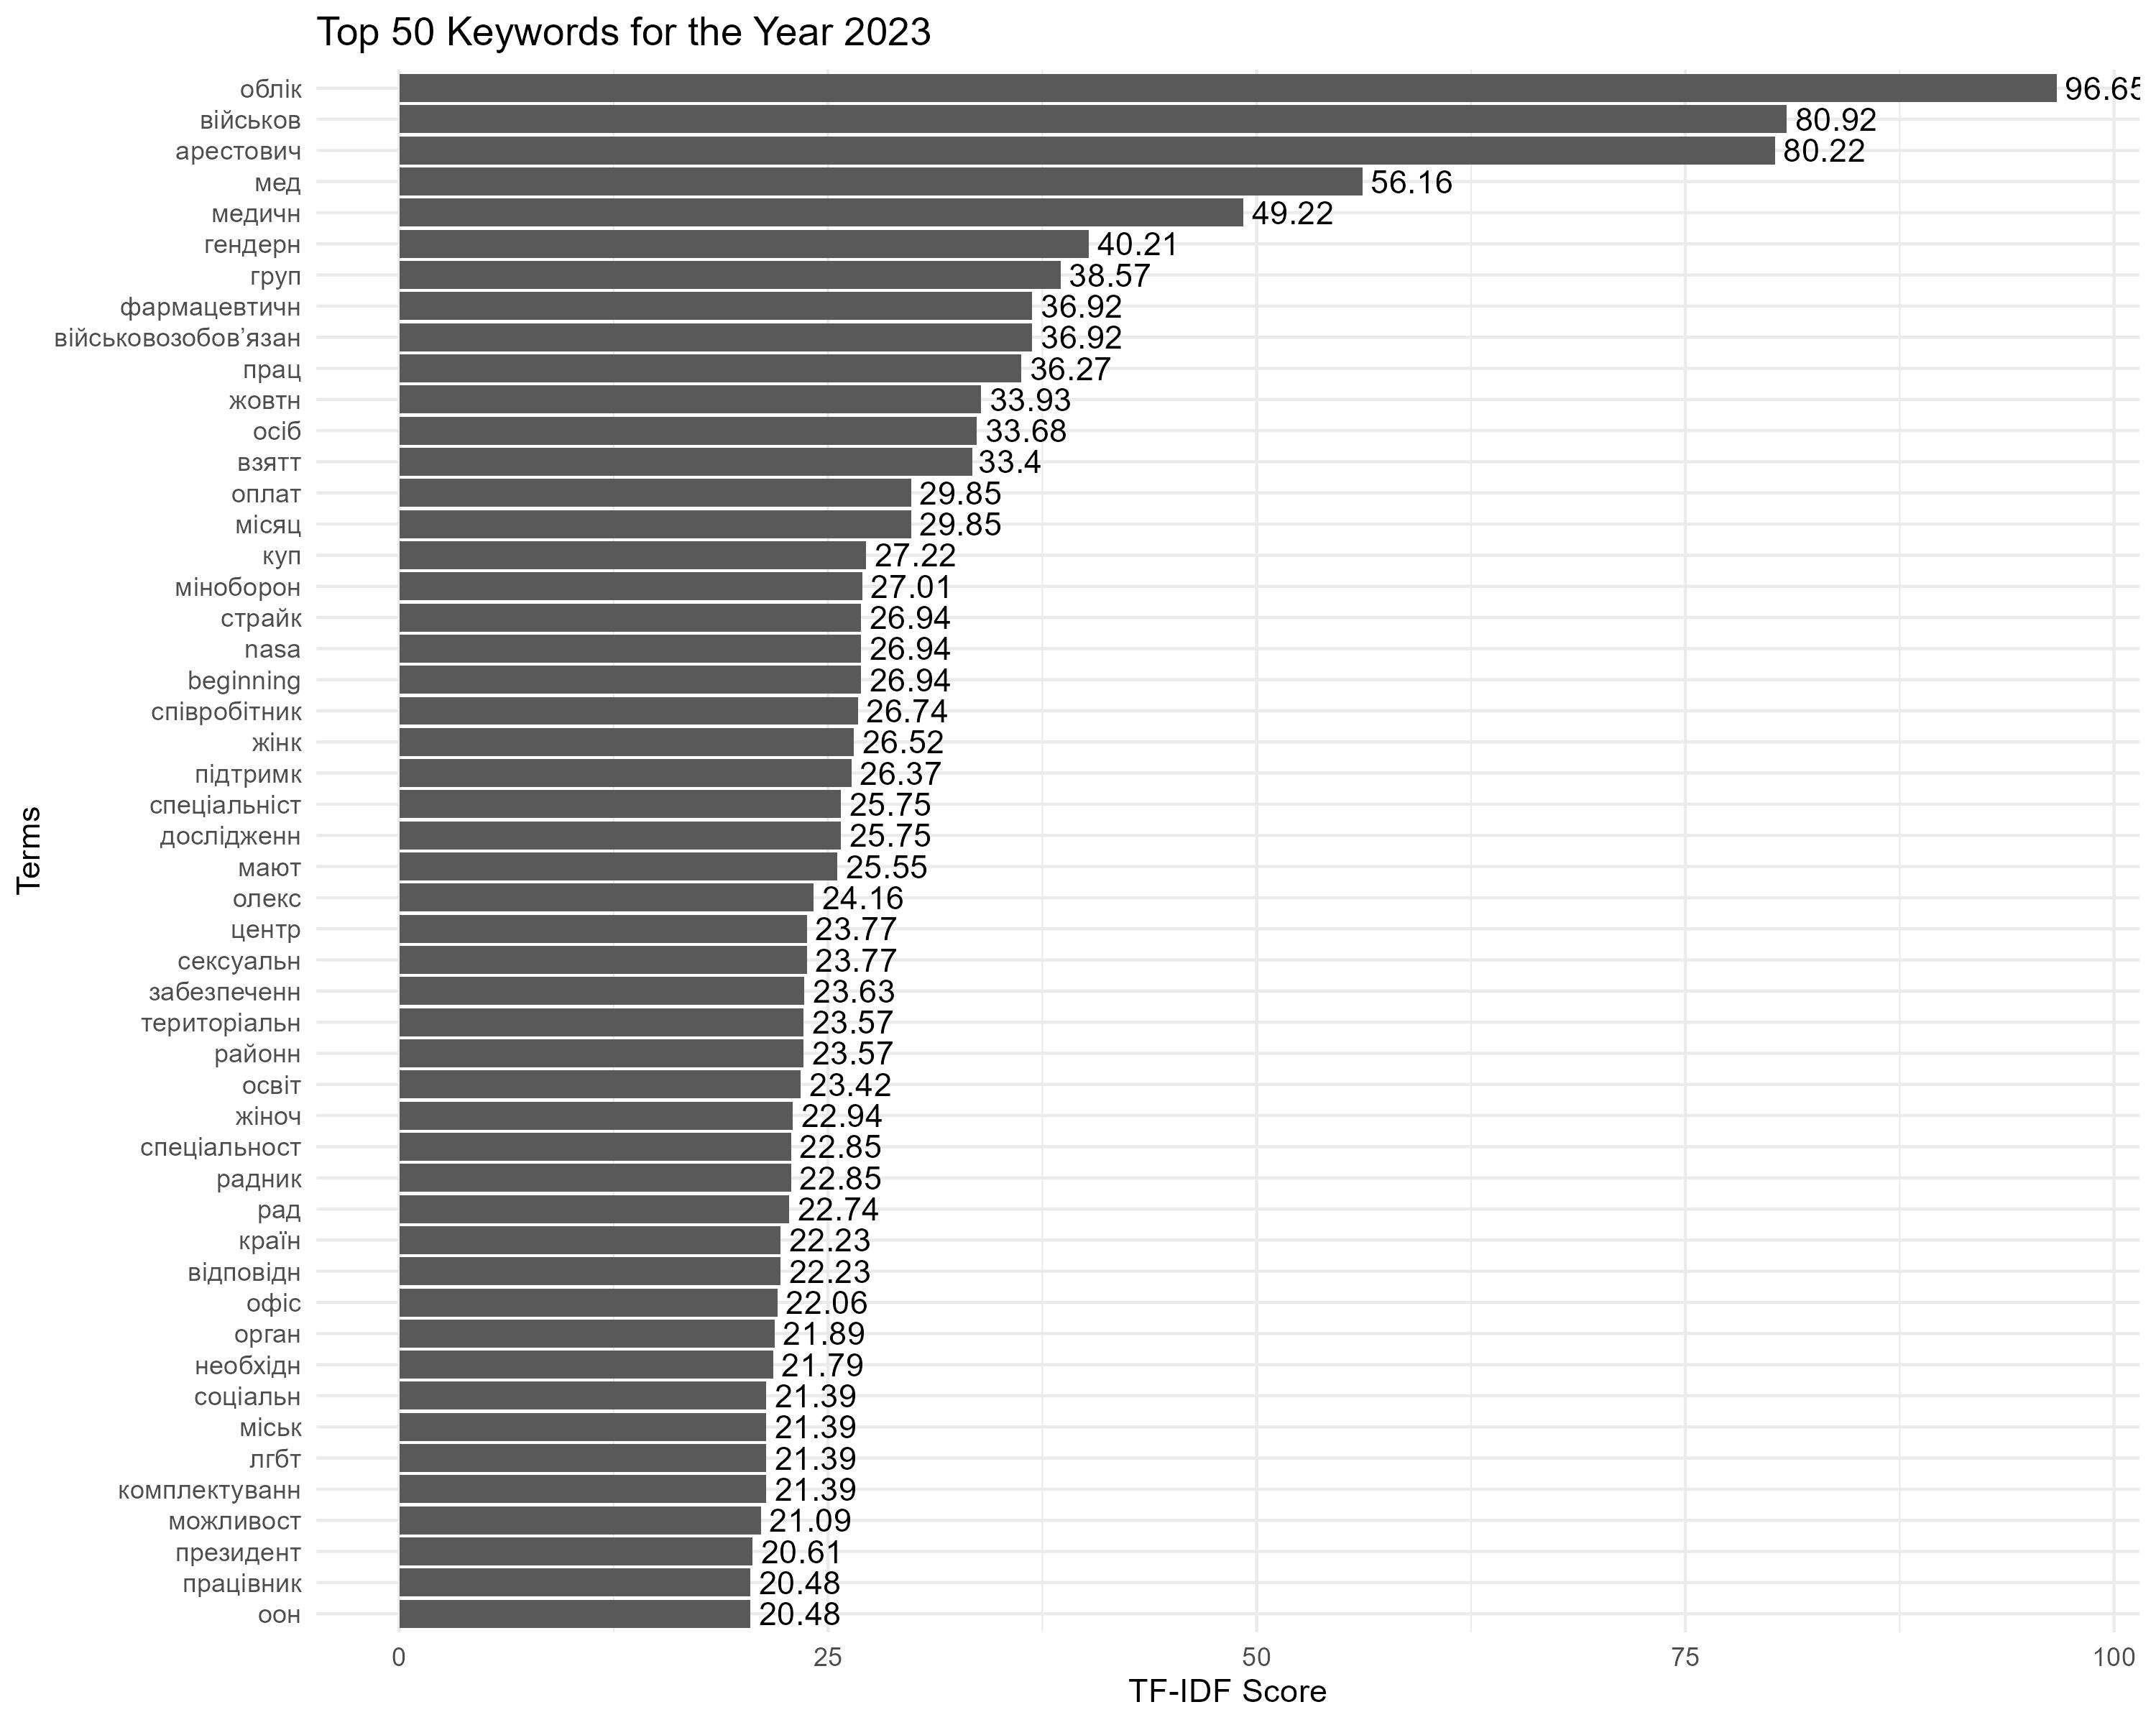 Top 50 Keywords for the Year 2023
облік 96.65
військов 80.92
арестович 80.22
мед 56.16
медичн 49.22
гендерн 40.21
груп 38.57
фармацевтичн 36.92
військовозобов’язан 36.92
прац 36.27
жовтн 33.93
осіб 33.68
взятт 33.4
оплат 29.85
місяц 29.85
куп 27.22
міноборон 27.01
страйк 26.94
nasa 26.94
beginning 26.94
співробітник 26.74
жінк 26.52
підтримк 26.37
спеціальніст 25.75
дослідженн 25.75
мают 25.55
олекс 24.16
центр 23.77
сексуальн 23.77
забезпеченн 23.63
територіальн 23.57
районн 23.57
освіт 23.42
жіноч 22.94
спеціальност 22.85
радник 22.85
рад 22.74
країн 22.23
відповідн 22.23
офіс 22.06
орган 21.89
необхідн 21.79
соціальн 21.39
міськ 21.39
лгбт 21.39
комплектуванн 21.39
можливост 21.09
президент 20.61
працівник 20.48
оон 20.48
0 25 50 75 100
TF-IDF Score
Terms